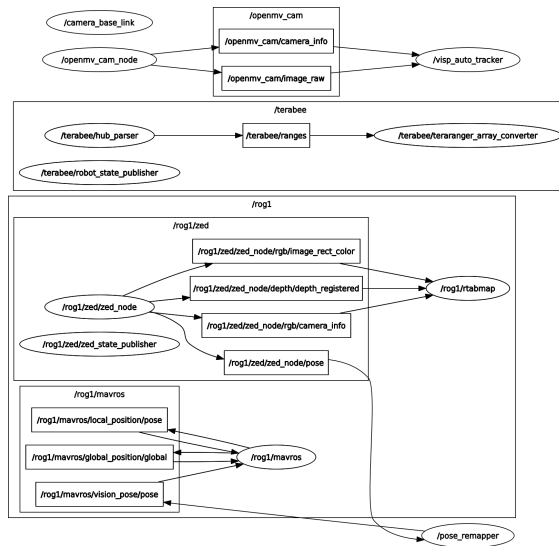 /openmv_cam
/camera_base_link
/openmv_cam/camera_info
/openmv_cam_node
/visp_auto_tracker
/openmv_cam/image_raw
/terabee
/terabee/hub_parser
/terabee/ranges
/terabee/teraranger_array_converter
/terabee/robot_state_publisher
/rog1
/rog1/zed
/rog1/zed/zed_node/rgb/image_rect_color
/rog1/zed/zed_node/depth/depth_registered
/rog1/rtabmap
/rog1/zed/zed_node
/rog1/zed/zed_node/rgb/camera_info
/rog1/zed/zed_state_publisher
/rog1/zed/zed_node/pose
/rog1/mavros
/rog1/mavros/local_position/pose
/rog1/mavros/global_position/global
/rog1/mavros
/rog1/mavros/vision_pose/pose
/pose_remapper